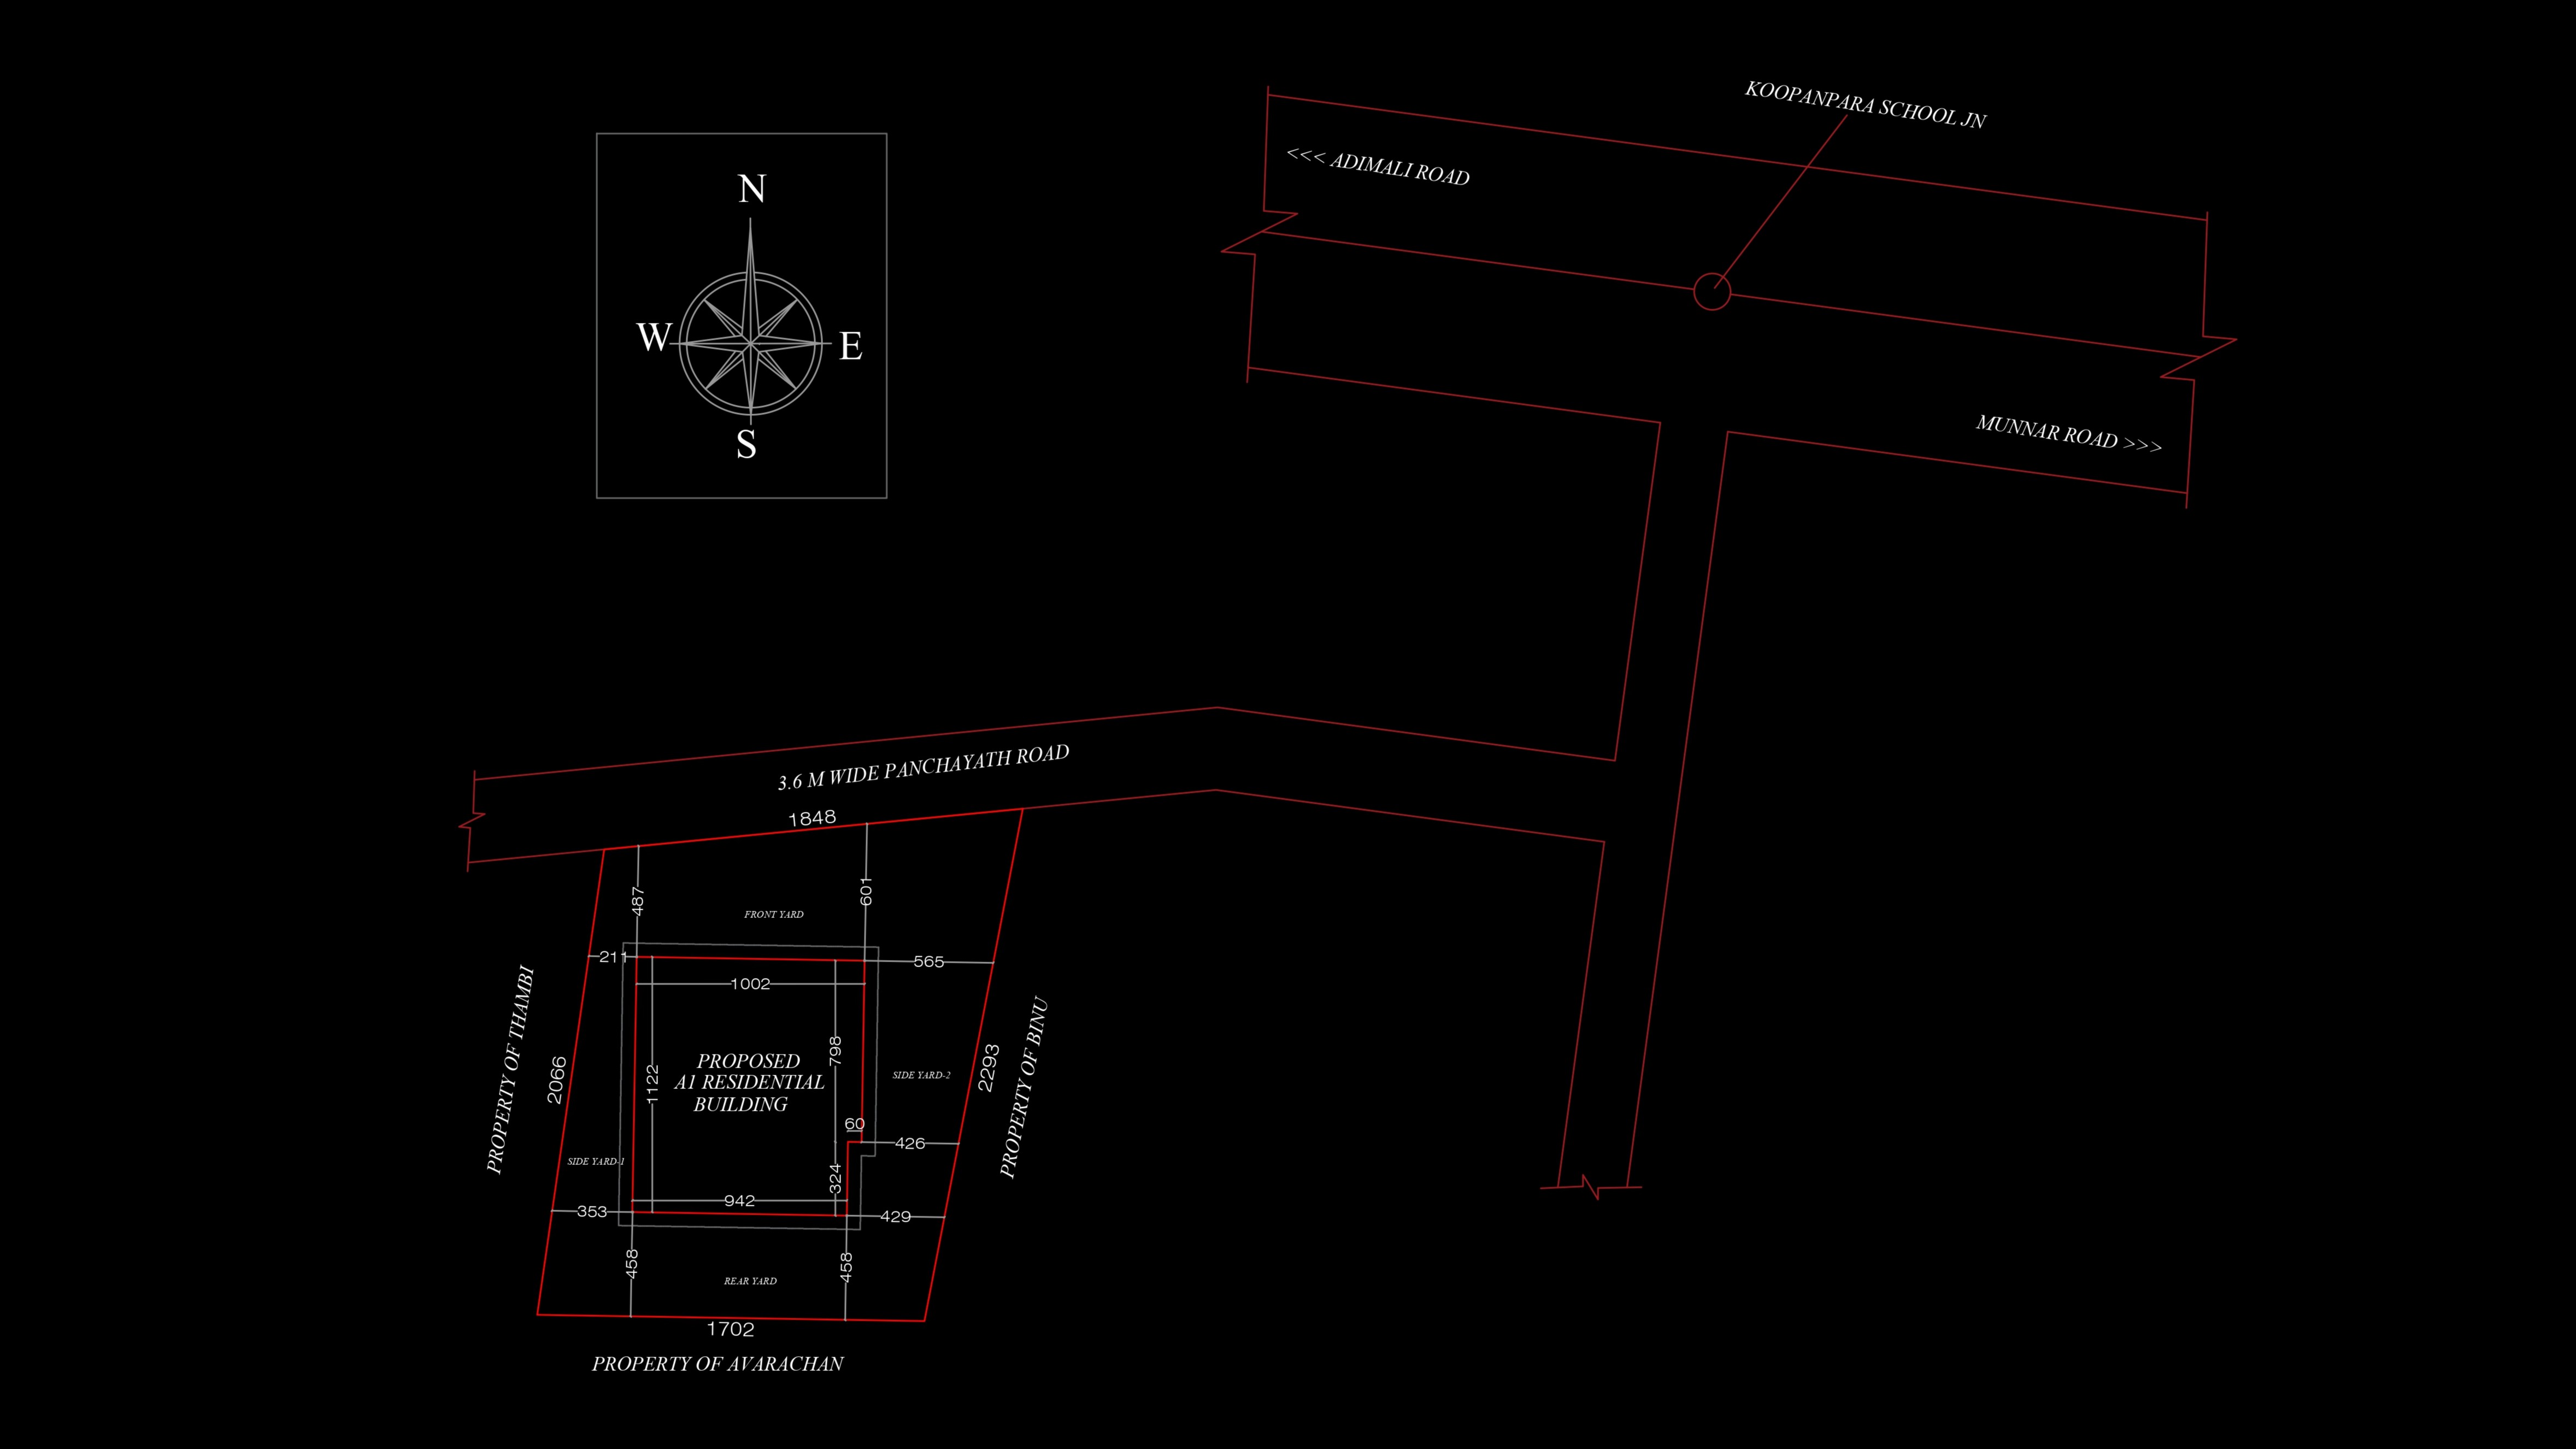 KOOPANPARA SCHOOL JN
<<< ADIMALI ROAD
N
W
E
S
MUNNAR ROAD >>>
3.6 M WIDE PANCHAYATH ROAD
1848
487
601
FRONT YARD
211
565
1002
PROPERTY OF THAMBI
2066
1122
798
PROPOSED
A1 RESIDENTIAL
BUILDING
SIDE YARD-2
2293
PROPERTY OF BINU
60
426
SIDE YARD-1
324
942
353
429
458
458
REAR YARD
1702
PROPERTY OF AVARACHAN